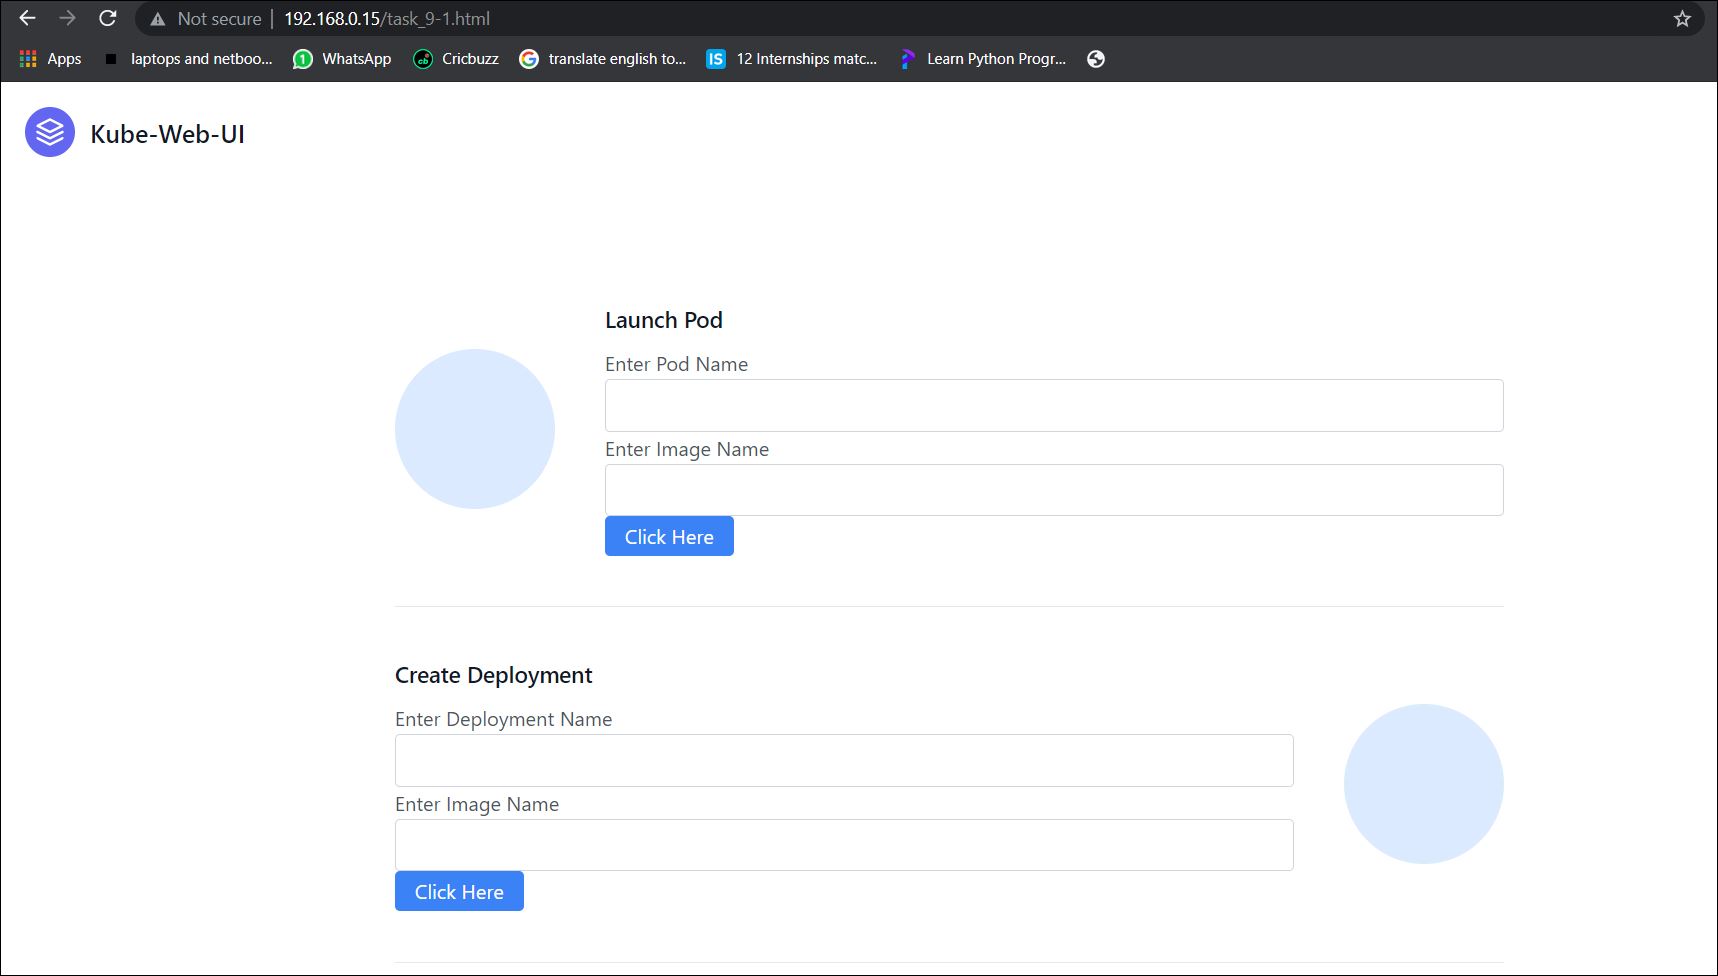 Not secure | 192.168.0.15/task_9-1.html
Apps laptops and netboo... 1 WhatsApp cb Cricbuzz G translate english to... IS 12 Internships matc... Learn Python Progr...
Kube-Web-UI
Launch Pod
Enter Pod Name
Enter Image Name
Click Here
Create Deployment
Enter Deployment Name
Enter Image Name
Click Here